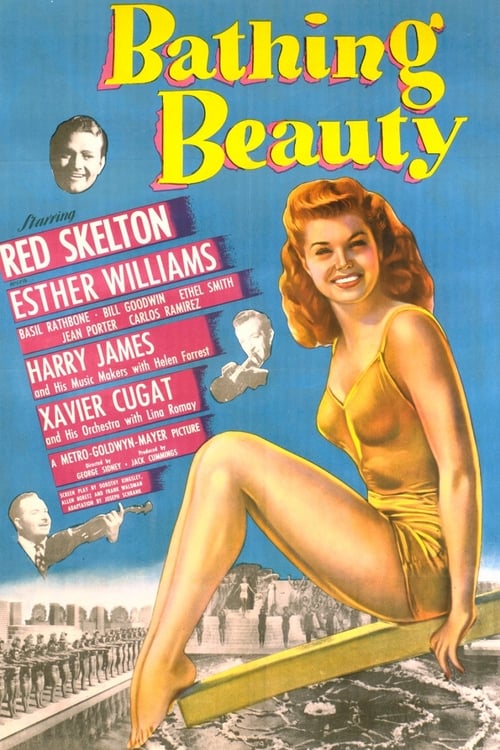 Bathing
Beauty
Starring
RED SKELTON
ESTHER WILLIAMS
BASIL RATHBONE · BILL GOODWIN · ETHEL SMITH
JEAN PORTER · CARLOS RAMIREZ
HARRY JAMES
and His Music Makers with Helen Forrest
XAVIER CUGAT
and His Orchestra with Lina Romay
A METRO-GOLDWYN-MAYER PICTURE
Directed by GEORGE SIDNEY · Produced by JACK CUMMINGS
SCREEN PLAY BY DOROTHY KINGSLEY,
ALLEN BORETZ AND FRANK WALDMAN
ADAPTATION BY JOSEPH SCHRANK